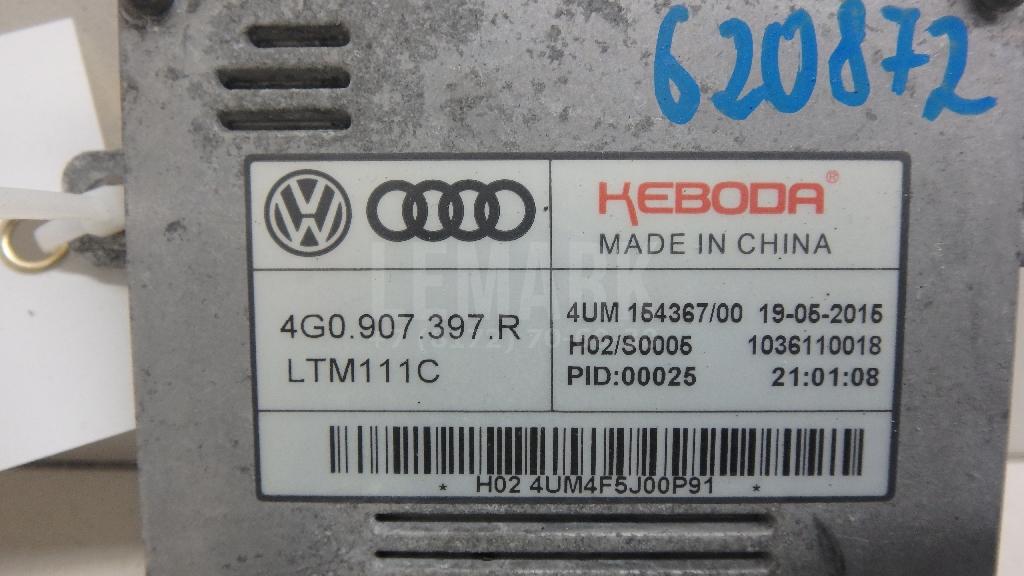 620872
KEBODA®
MADE IN CHINA
LEMARK
4G0.907.397.R
LTM111C
4UM 154367/00 19-05-2015
H02/S0005 1036110018
PID:00025 21:01:08
* H02 4UM4F5J00P91 *